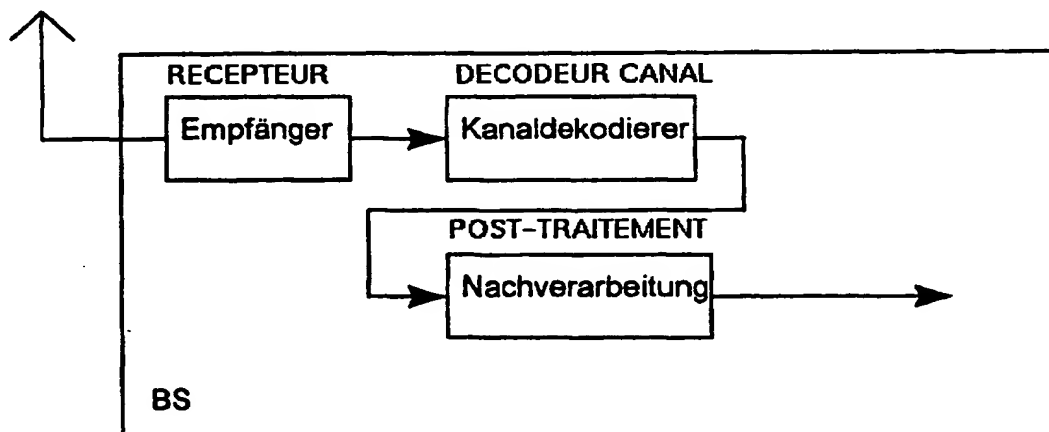 RECEPTEUR
DECODEUR CANAL
Empfänger
Kanaldekodierer
POST-TRAITEMENT
Nachverarbeitung
BS